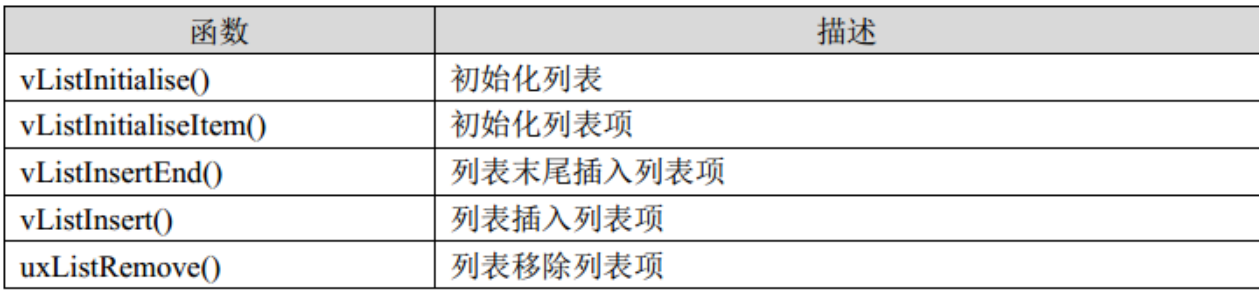 函数 描述
vListInitialise() 初始化列表
vListInitialiseItem() 初始化列表项
vListInsertEnd() 列表末尾插入列表项
vListInsert() 列表插入列表项
uxListRemove() 列表移除列表项